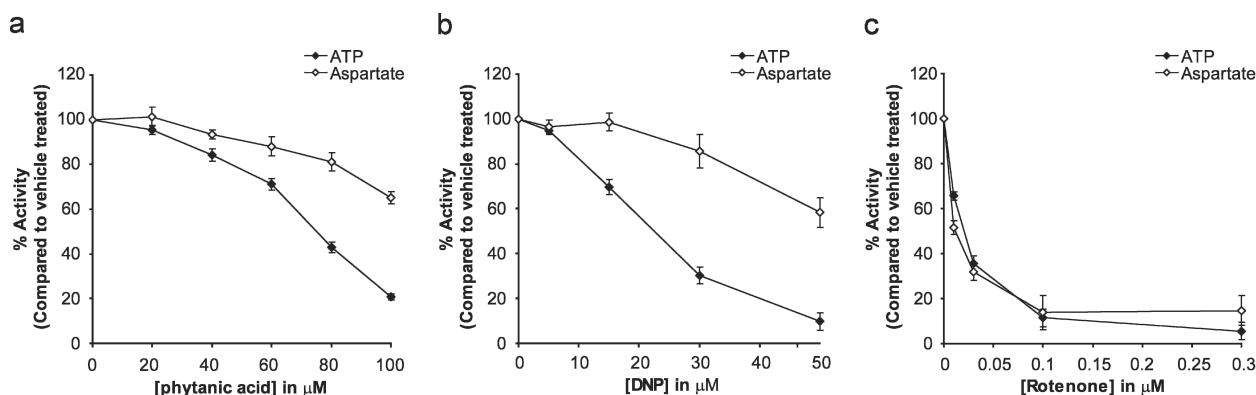 a
ATP
Aspartate
120
100
80
60
40
20
0
% Activity
(Compared to vehicle treated)
0 20 40 60 80 100
[phytanic acid] in μM
b
ATP
Aspartate
120
100
80
60
40
20
0
% Activity
(Compared to vehicle treated)
0 10 20 30 40 50
[DNP] in μM
c
ATP
Aspartate
120
100
80
60
40
20
0
% Activity
(Compared to vehicle treated)
0 0.05 0.1 0.15 0.2 0.25 0.3
[Rotenone] in μM